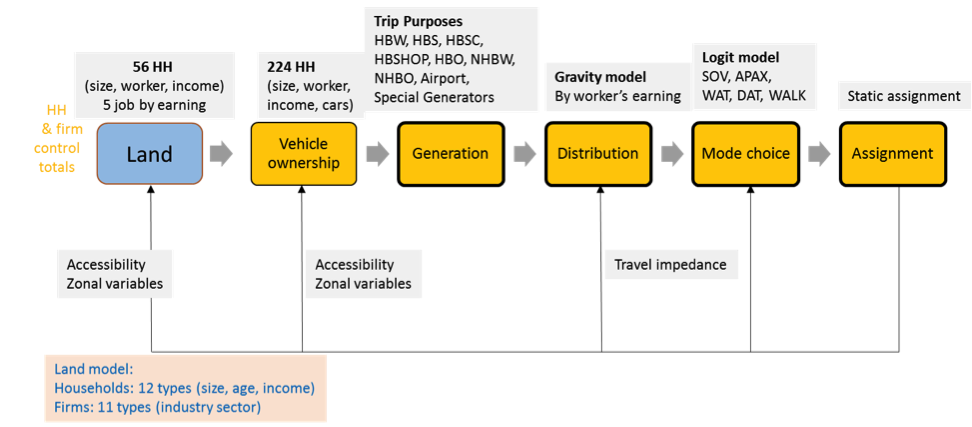 Trip Purposes
HBW, HBS, HBSC,
HBSHOP, HBO, NHBW,
NHBO, Airport,
Special Generators
56 HH
(size, worker, income)
5 job by earning
224 HH
(size, worker,
income, cars)
Gravity model
By worker's earning
Logit model
SOV, APAX,
WAT, DAT, WALK
Static assignment
HH
& firm
control
totals
Land
Vehicle
ownership
Generation
Distribution
Mode choice
Assignment
Accessibility
Zonal variables
Accessibility
Zonal variables
Travel impedance
Land model:
Households: 12 types (size, age, income)
Firms: 11 types (industry sector)